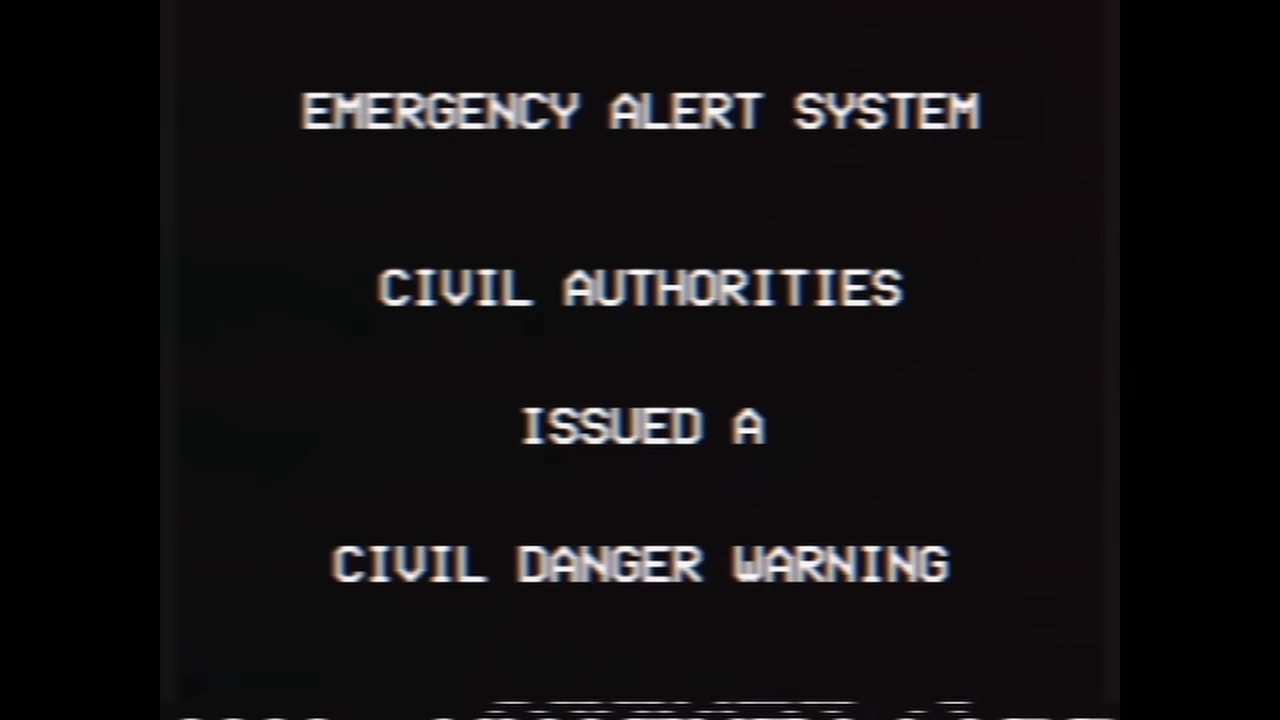 EMERGENCY ALERT SYSTEM
CIVIL AUTHORITIES
ISSUED A
CIVIL DANGER WARNING